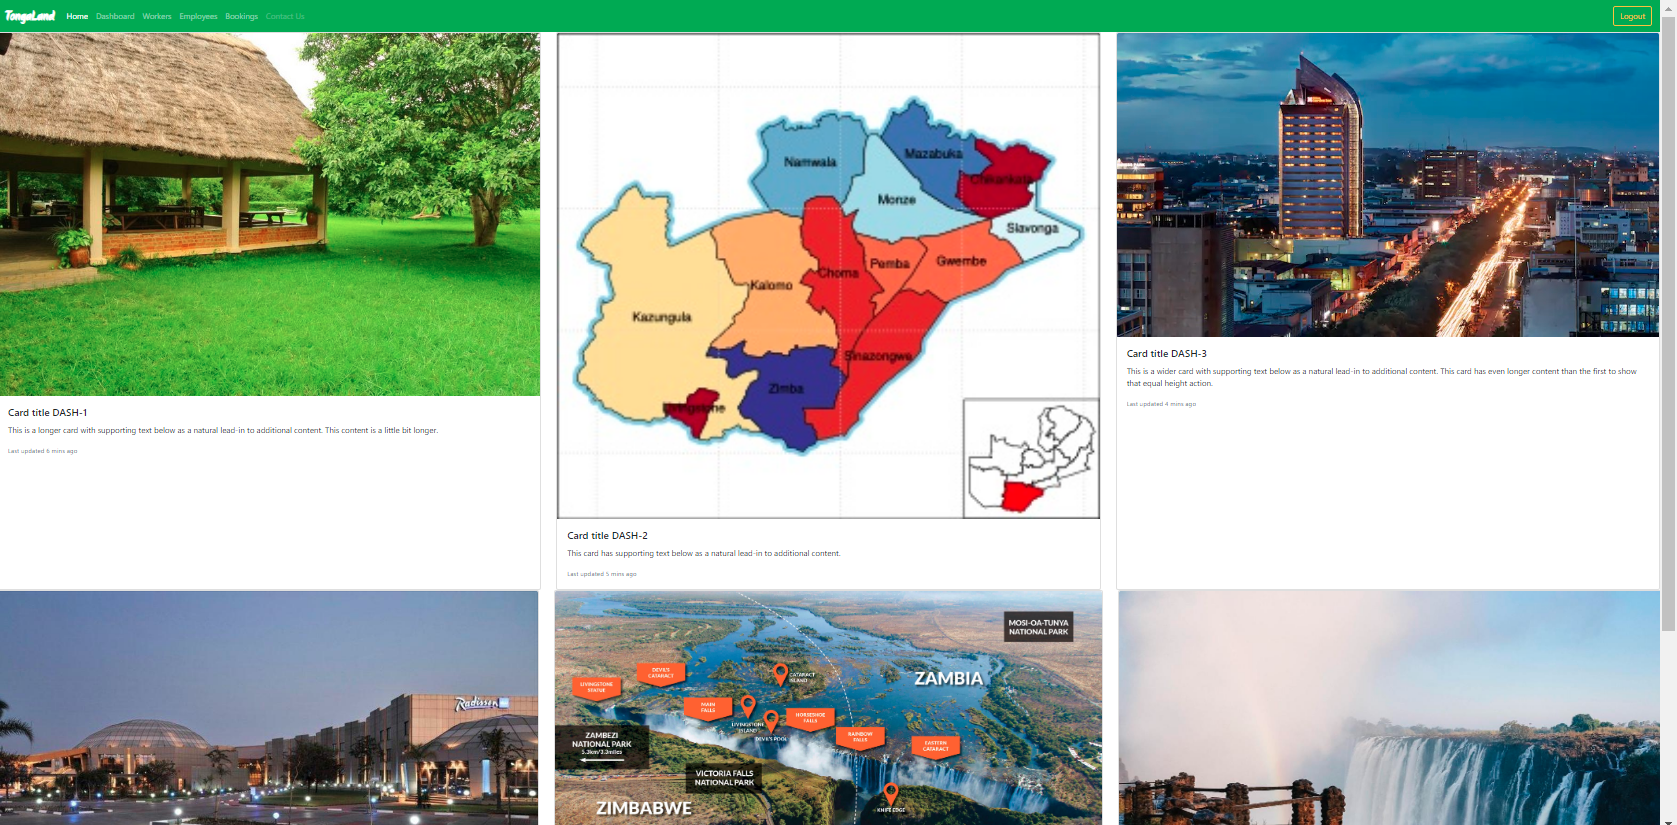 TongaLand
Home Dashboard Workers Employees Bookings Contact Us
Logout
Namwala
Mazabuka
Chikankata
Monze
Siavonga
Choma
Pemba
Gwembe
Kalomo
Kazungula
Sinazongwe
Zimba
Livingstone
Card title DASH-1
This is a longer card with supporting text below as a natural lead-in to additional content. This content is a little bit longer.
Last updated 6 mins ago
Card title DASH-2
This card has supporting text below as a natural lead-in to additional content.
Last updated 5 mins ago
Card title DASH-3
This is a wider card with supporting text below as a natural lead-in to additional content. This card has even longer content than the first to show
that equal height action.
Last updated 4 mins ago
Radisson
MOSI-OA-TUNYA
NATIONAL PARK
ZAMBIA
DEVIL'S
CATARACT
CATARACT
ISLAND
LIVINGSTONE
STATUE
MAIN
FALLS
LIVINGSTONE
ISLAND
HORSESHOE
FALLS
DEVIL'S POOL
RAINBOW
FALLS
EASTERN
CATARACT
ZAMBEZI
NATIONAL PARK
5.3km/3.3miles
VICTORIA FALLS
NATIONAL PARK
ZIMBABWE
KNIFE EDGE